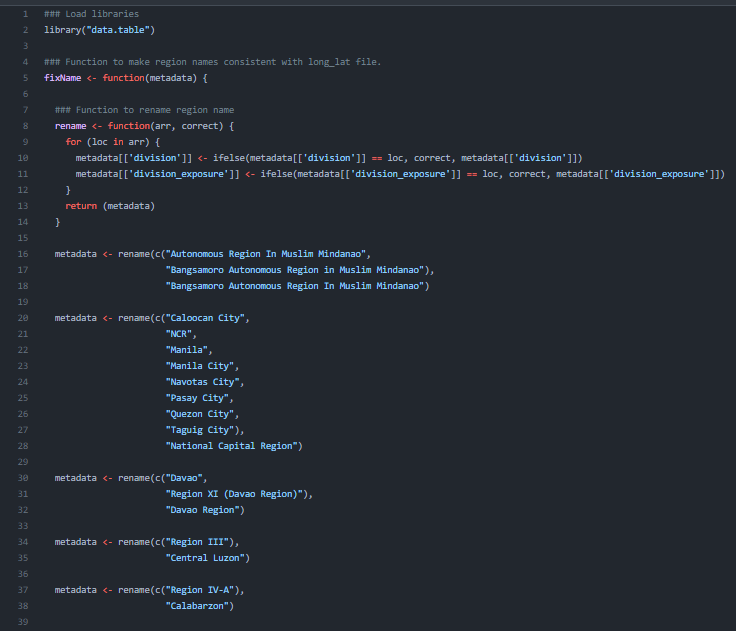 1 ### Load libraries
2 library("data.table")
3
4 ### Function to make region names consistent with long_lat file.
5 fixName <- function(metadata) {
6
7   ### Function to rename region name
8   rename <- function(arr, correct) {
9     for (loc in arr) {
10       metadata[['division']] <- ifelse(metadata[['division']] == loc, correct, metadata[['division']])
11       metadata[['division_exposure']] <- ifelse(metadata[['division_exposure']] == loc, correct, metadata[['division_exposure']])
12     }
13     return (metadata)
14   }
15
16   metadata <- rename(c("Autonomous Region In Muslim Mindanao",
17                        "Bangsamoro Autonomous Region in Muslim Mindanao"),
18                        "Bangsamoro Autonomous Region In Muslim Mindanao")
19
20   metadata <- rename(c("Caloocan City",
21                        "NCR",
22                        "Manila",
23                        "Manila City",
24                        "Navotas City",
25                        "Pasay City",
26                        "Quezon City",
27                        "Taguig City"),
28                        "National Capital Region")
29
30   metadata <- rename(c("Davao",
31                        "Region XI (Davao Region)"),
32                        "Davao Region")
33
34   metadata <- rename(c("Region III"),
35                        "Central Luzon")
36
37   metadata <- rename(c("Region IV-A"),
38                        "Calabarzon")
39